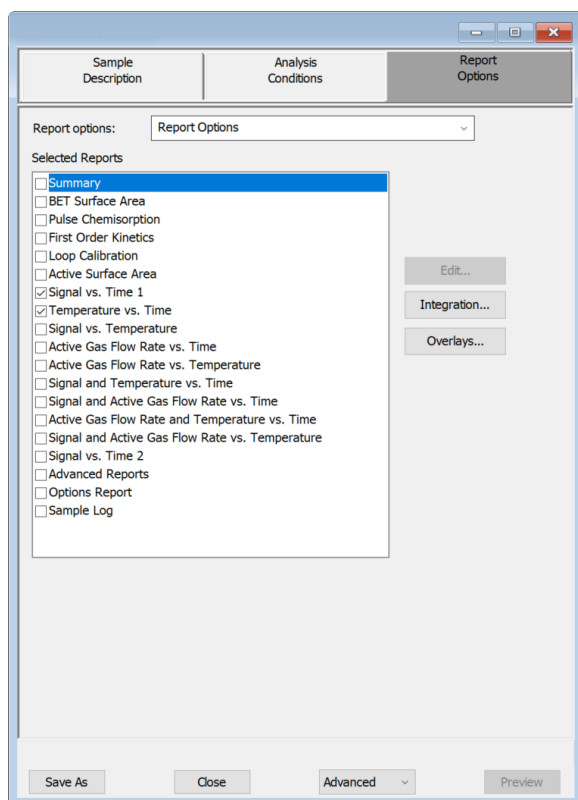 Sample
Description
Analysis
Conditions
Report
Options
Report options:
Report Options
Selected Reports
Summary
BET Surface Area
Pulse Chemisorption
First Order Kinetics
Loop Calibration
Active Surface Area
Signal vs. Time 1
Temperature vs. Time
Signal vs. Temperature
Active Gas Flow Rate vs. Time
Active Gas Flow Rate vs. Temperature
Signal and Temperature vs. Time
Signal and Active Gas Flow Rate vs. Time
Active Gas Flow Rate and Temperature vs. Time
Signal and Active Gas Flow Rate vs. Temperature
Signal vs. Time 2
Advanced Reports
Options Report
Sample Log
Edit...
Integration...
Overlays...
Save As
Close
Advanced
Preview